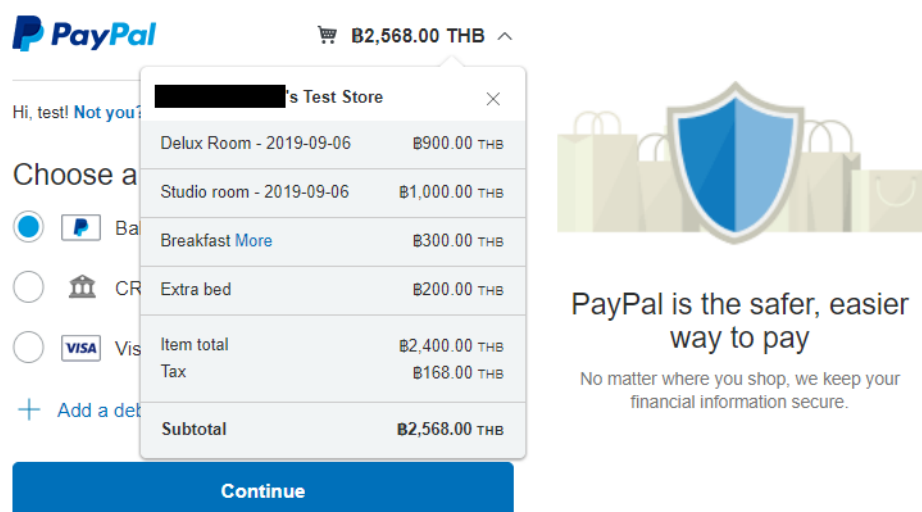 PayPal
฿2,568.00 THB
's Test Store
Hi, test! Not you?
Delux Room - 2019-09-06 ฿900.00 THB
Choose a
Studio room - 2019-09-06 ฿1,000.00 THB
Breakfast More ฿300.00 THB
Extra bed ฿200.00 THB
CR
Item total ฿2,400.00 THB
VISA Vis
Tax ฿168.00 THB
Add a deb
Subtotal ฿2,568.00 THB
Continue
PayPal is the safer, easier
way to pay
No matter where you shop, we keep your
financial information secure.